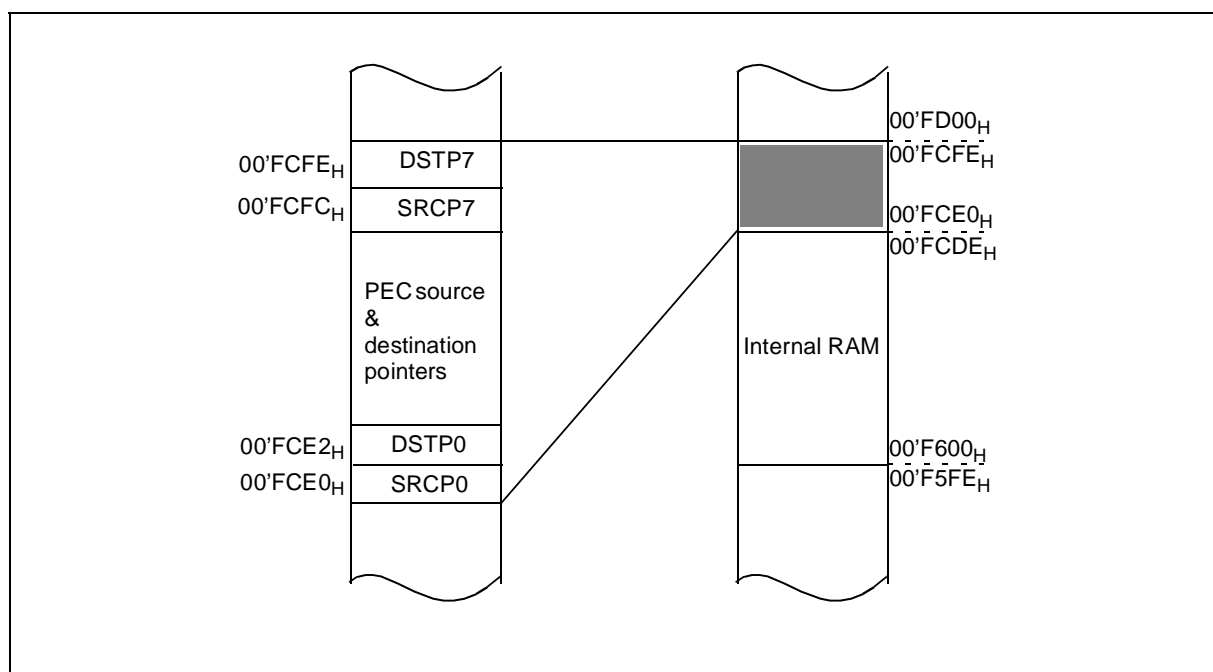 00'FCFEH DSTP7
00'FCFCH SRCP7
PEC source
&
destination
pointers
00'FCE2H DSTP0
00'FCE0H SRCP0
00'FD00H
00'FCFEH
00'FCE0H
00'FCDEH
Internal RAM
00'F600H
00'F5FEH